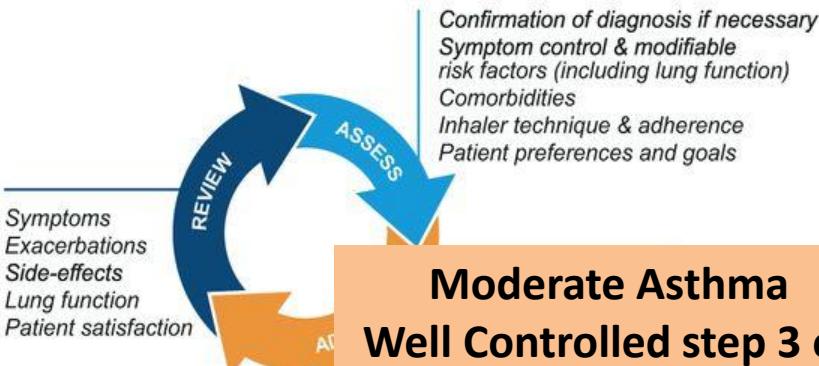 Confirmation of diagnosis if necessary
Symptom control & modifiable
risk factors (including lung function)
Comorbidities
Inhaler technique & adherence
Patient preferences and goals
ASSESS
REVIEW
Symptoms
Exacerbations
Side-effects
Lung function
Patient satisfaction
Moderate Asthma
Well Controlled step 3